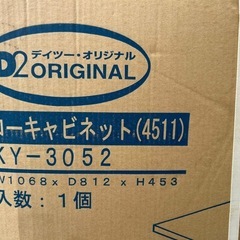 D2 デイツー・オリジナル
ORIGINAL
ローキャビネット(4511)
KY-3052
W1068x D812 x H453
入数：1個